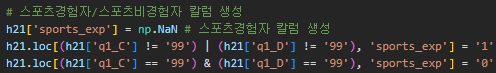 # 스포츠경험자/스포츠비경험자 칼럼 생성
h21['sports_exp'] = np.NaN # 스포츠경험자 칼럼 생성
h21.loc[(h21['q1_C'] != '99') | (h21['q1_D'] != '99'), 'sports_exp'] = '1'
h21.loc[(h21['q1_C'] == '99') & (h21['q1_D'] == '99'), 'sports_exp'] = '0'